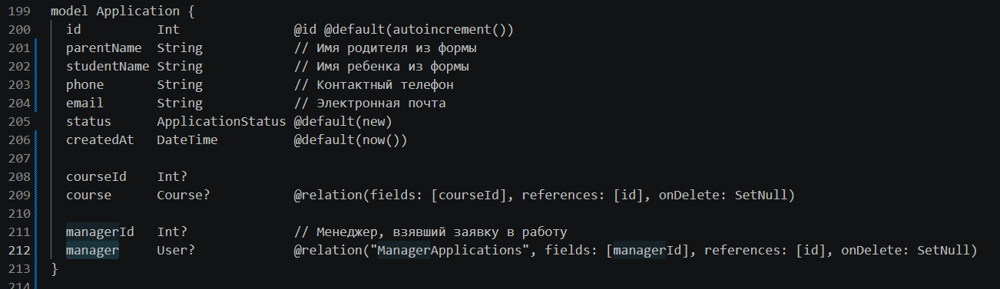 199 model Application {
200 id Int @id @default(autoincrement())
201 parentName String // Имя родителя из формы
202 studentName String // Имя ребенка из формы
203 phone String // Контактный телефон
204 email String // Электронная почта
205 status ApplicationStatus @default(new)
206 createdAt DateTime @default(now())
207
208 courseId Int?
209 course Course? @relation(fields: [courseId], references: [id], onDelete: SetNull)
210
211 managerId Int? // Менеджер, взявший заявку в работу
212 manager User? @relation("ManagerApplications", fields: [managerId], references: [id], onDelete: SetNull)
213 }
214